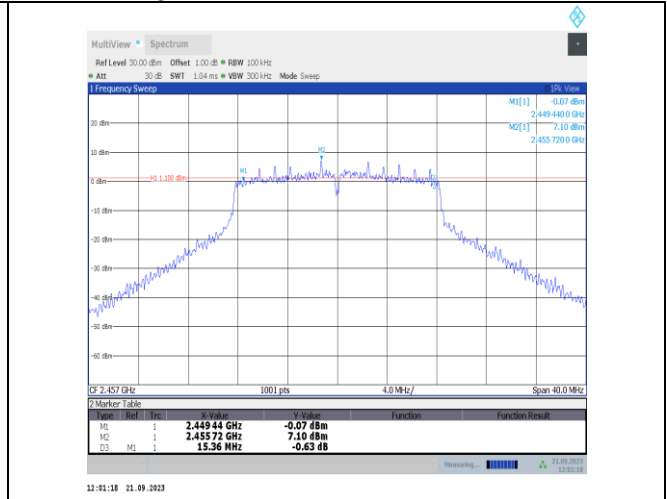 MultiView Spectrum
Ref Level 30.00 dBm Offset 1.00 dB RBW 100 kHz
Att 30 dB SWT 1.04 ms VBW 300 kHz Mode Sweep
1 Frequency Sweep 1Pk View
M1[1] -0.07 dBm
2.449 440 0 GHz
M2[1] 7.10 dBm
2.455 720 0 GHz
20 dBm
10 dBm
M2
M1
H1 1.100 dBm
0 dBm
D3
-10 dBm
-20 dBm
-30 dBm
-40 dBm
-50 dBm
-60 dBm
CF 2.457 GHz 1001 pts 4.0 MHz/ Span 40.0 MHz
2 Marker Table
Type Ref Trc X-Value Y-Value Function Function Result
M1 1 2.449 44 GHz -0.07 dBm
M2 1 2.455 72 GHz 7.10 dBm
D3 M1 1 15.36 MHz -0.63 dB
Measuring... 21.09.2023
12:01:18
12:01:18 21.09.2023